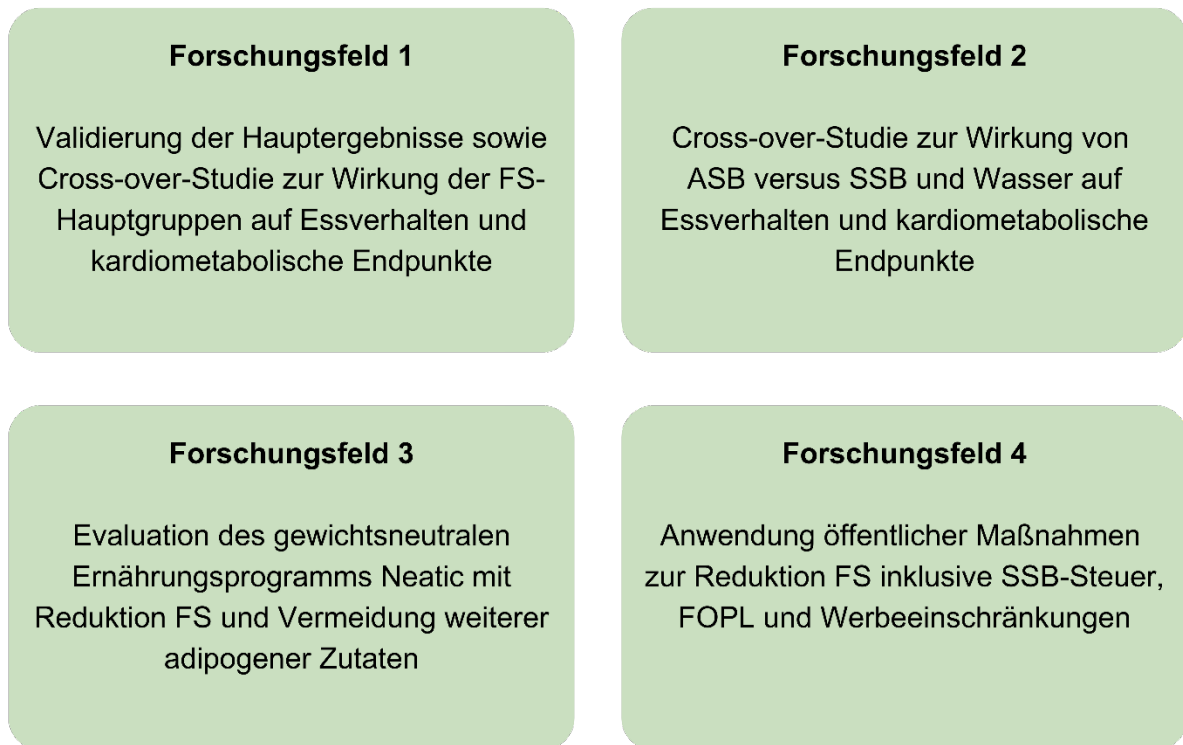 Forschungsfeld 1
Validierung der Hauptergebnisse sowie
Cross-over-Studie zur Wirkung der FS-
Hauptgruppen auf Essverhalten und
kardiometabolische Endpunkte
Forschungsfeld 2
Cross-over-Studie zur Wirkung von
ASB versus SSB und Wasser auf
Essverhalten und kardiometabolische
Endpunkte
Forschungsfeld 3
Evaluation des gewichtsneutralen
Ernährungsprogramms Neatic mit
Reduktion FS und Vermeidung weiterer
adipogener Zutaten
Forschungsfeld 4
Anwendung öffentlicher Maßnahmen
zur Reduktion FS inklusive SSB-Steuer,
FOPL und Werbeeinschränkungen